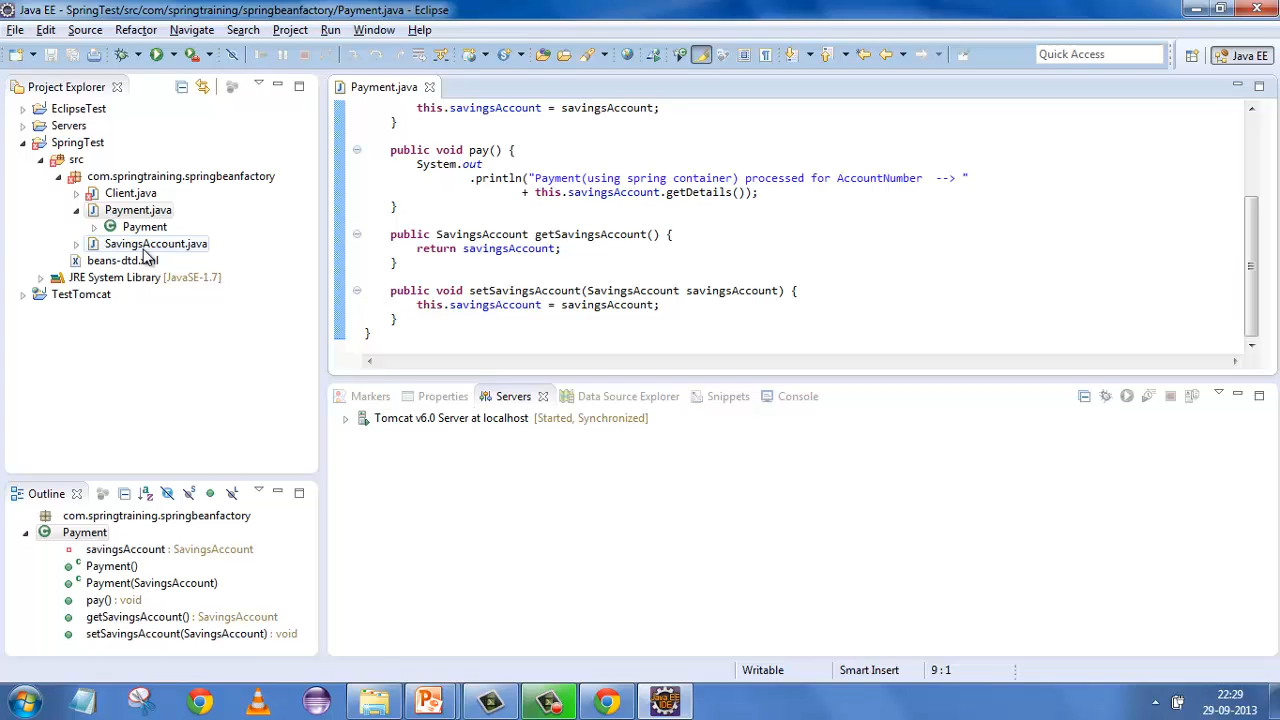 Java EE - SpringTest/src/com/springtraining/springbeanfactory/Payment.java - Eclipse
File Edit Source Refactor Navigate Search Project Run Window Help
Quick Access
Java EE
Project Explorer
Payment.java
EclipseTest
Servers
SpringTest
src
com.springtraining.springbeanfactory
Client.java
Payment.java
Payment
SavingsAccount.java
JRE System Library [JavaSE-1.7]
TestTomcat
this.savingsAccount = savingsAccount;
}
public void pay() {
System.out
.println("Payment(using spring container) processed for AccountNumber --> "
+ this.savingsAccount.getDetails());
}
public SavingsAccount getSavingsAccount() {
return savingsAccount;
}
public void setSavingsAccount(SavingsAccount savingsAccount) {
this.savingsAccount = savingsAccount;
}
}
Markers Properties Servers Data Source Explorer Snippets Console
Tomcat v6.0 Server at localhost [Started, Synchronized]
Outline
com.springtraining.springbeanfactory
Payment
savingsAccount : SavingsAccount
Payment()
Payment(SavingsAccount)
pay() : void
getSavingsAccount() : SavingsAccount
setSavingsAccount(SavingsAccount) : void
Writable
Smart Insert
9 : 1
22:29
29-09-2013